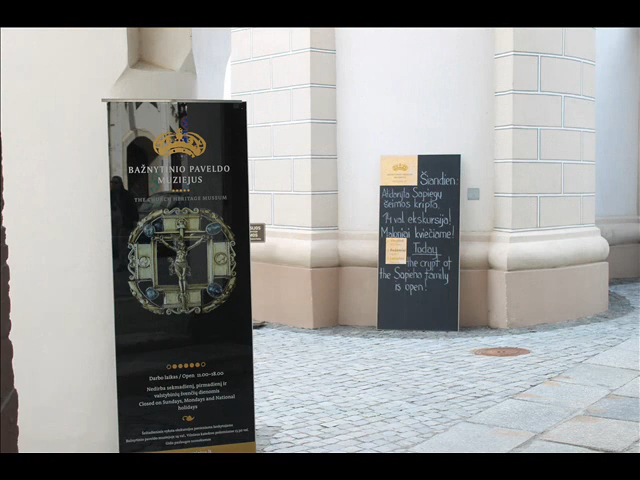 BAŽNYTINIO PAVELDO
MUZIEJUS
THE CHURCH HERITAGE MUSEUM
Darbo laikas / Open 11.00–18.00
Nedirba sekmadienį, pirmadienį ir
valstybinių švenčių dienomis
Closed on Sundays, Mondays and National
holidays
Šiandien:
Atidaryta Sapiegų
šeimos kripta.
14 val. ekskursija!
Maloniai kviečiame!
Today
the crypt of
the Sapieha family
is open!